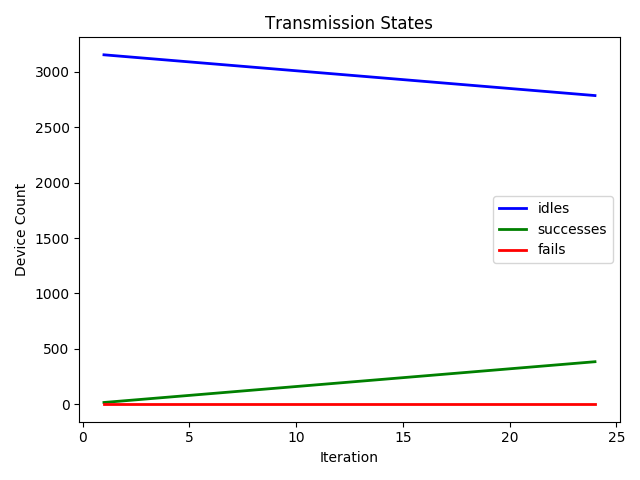 Transmission States
3000
2500
2000
1500
1000
500
0
Device Count
idles
successes
fails
0 5 10 15 20 25
Iteration